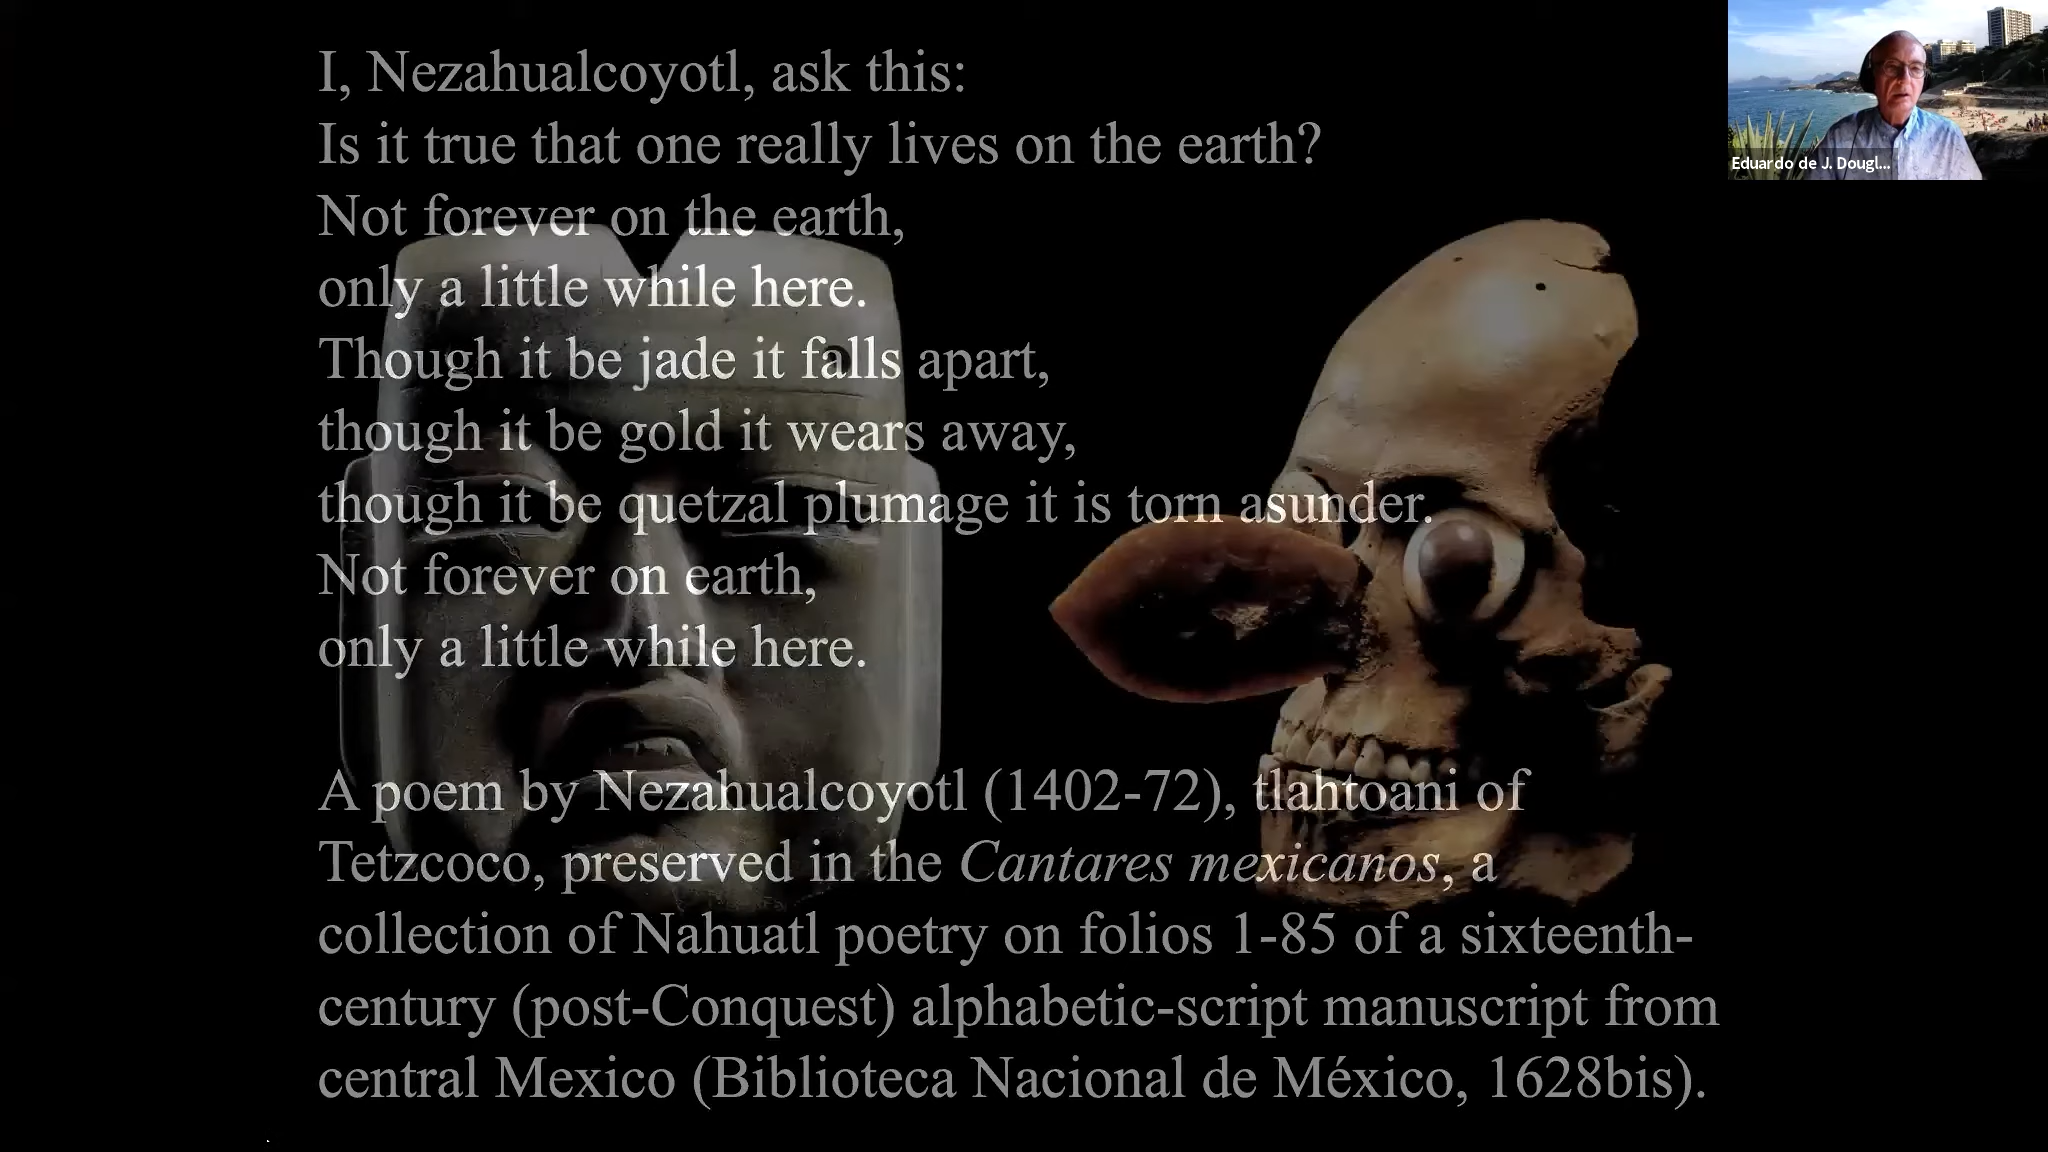 I, Nezahualcoyotl, ask this:
Is it true that one really lives on the earth?
Not forever on the earth,
only a little while here.
Though it be jade it falls apart,
though it be gold it wears away,
though it be quetzal plumage it is torn asunder.
Not forever on earth,
only a little while here.
A poem by Nezahualcoyotl (1402-72), tlahtoani of
Tetzcoco, preserved in the Cantares mexicanos, a
collection of Nahuatl poetry on folios 1-85 of a sixteenth-
century (post-Conquest) alphabetic-script manuscript from
central Mexico (Biblioteca Nacional de México, 1628bis).
Eduardo de J. Dougl...